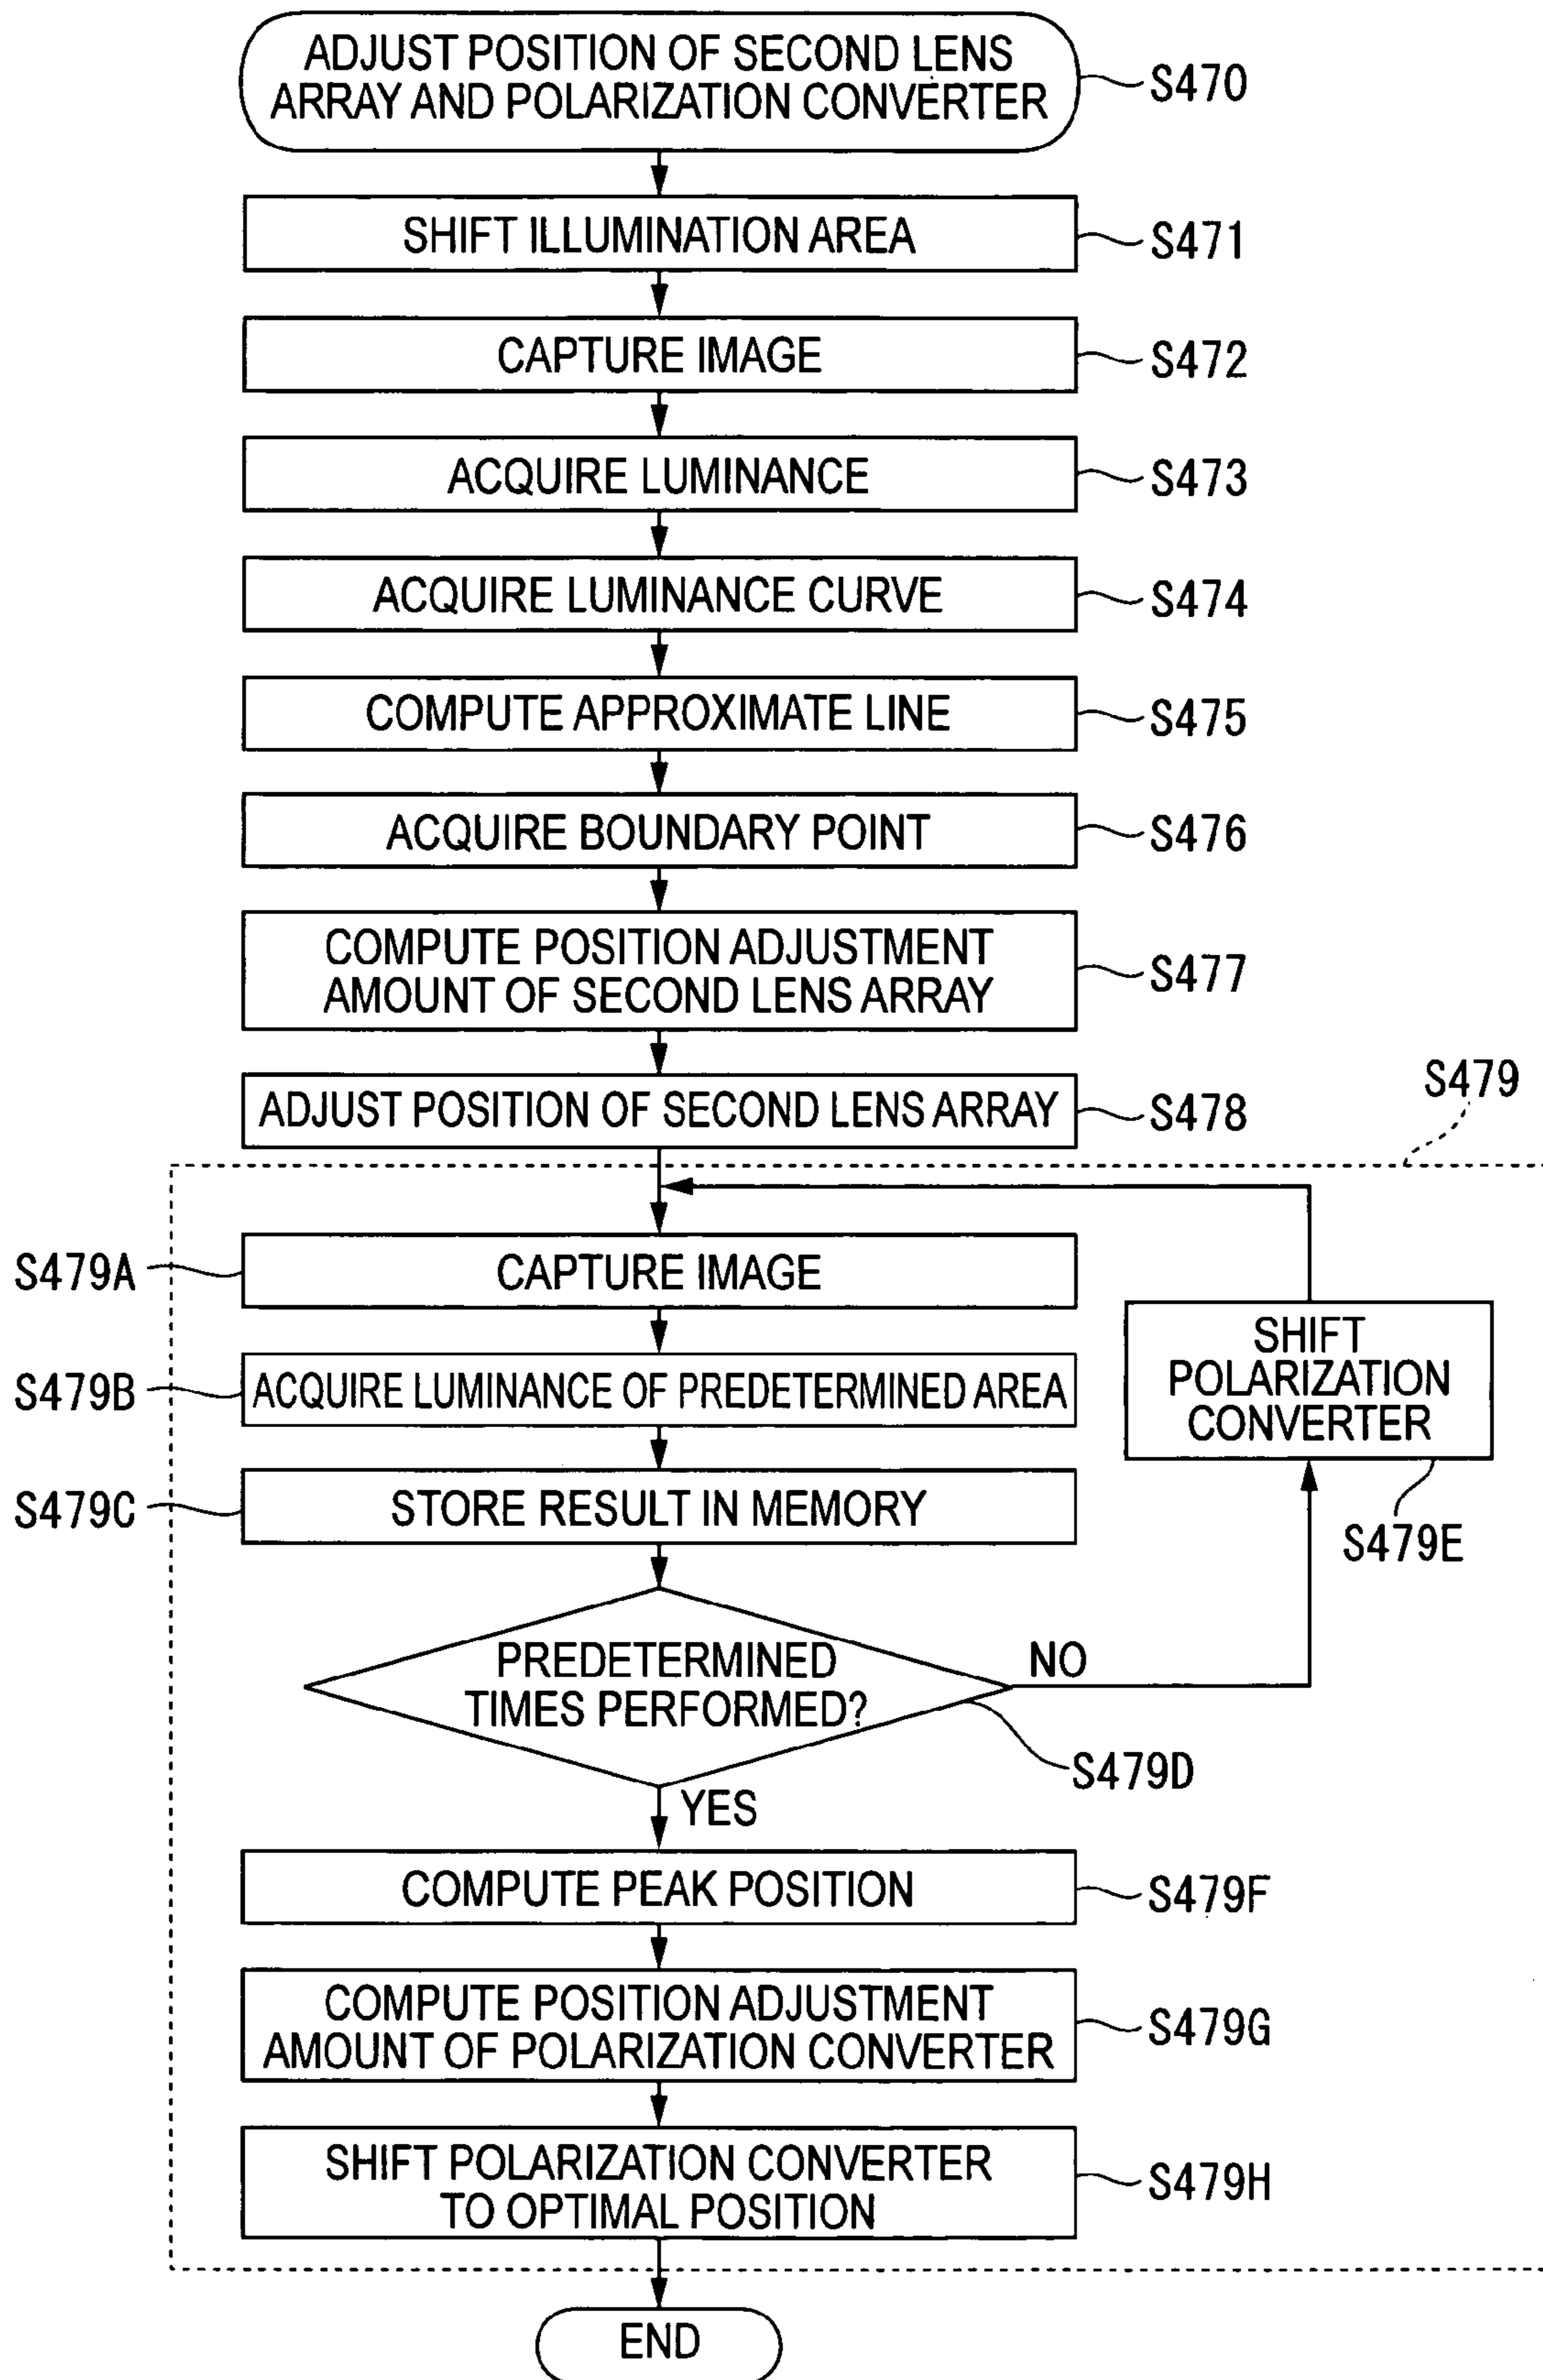 ADJUST POSITION OF SECOND LENS
ARRAY AND POLARIZATION CONVERTER
S470
SHIFT ILLUMINATION AREA
S471
CAPTURE IMAGE
S472
ACQUIRE LUMINANCE
S473
ACQUIRE LUMINANCE CURVE
S474
COMPUTE APPROXIMATE LINE
S475
ACQUIRE BOUNDARY POINT
S476
COMPUTE POSITION ADJUSTMENT
AMOUNT OF SECOND LENS ARRAY
S477
ADJUST POSITION OF SECOND LENS ARRAY
S478
S479
S479A
CAPTURE IMAGE
S479B
ACQUIRE LUMINANCE OF PREDETERMINED AREA
S479C
STORE RESULT IN MEMORY
SHIFT
POLARIZATION
CONVERTER
S479E
PREDETERMINED
TIMES PERFORMED?
NO
S479D
YES
COMPUTE PEAK POSITION
S479F
COMPUTE POSITION ADJUSTMENT
AMOUNT OF POLARIZATION CONVERTER
S479G
SHIFT POLARIZATION CONVERTER
TO OPTIMAL POSITION
S479H
END